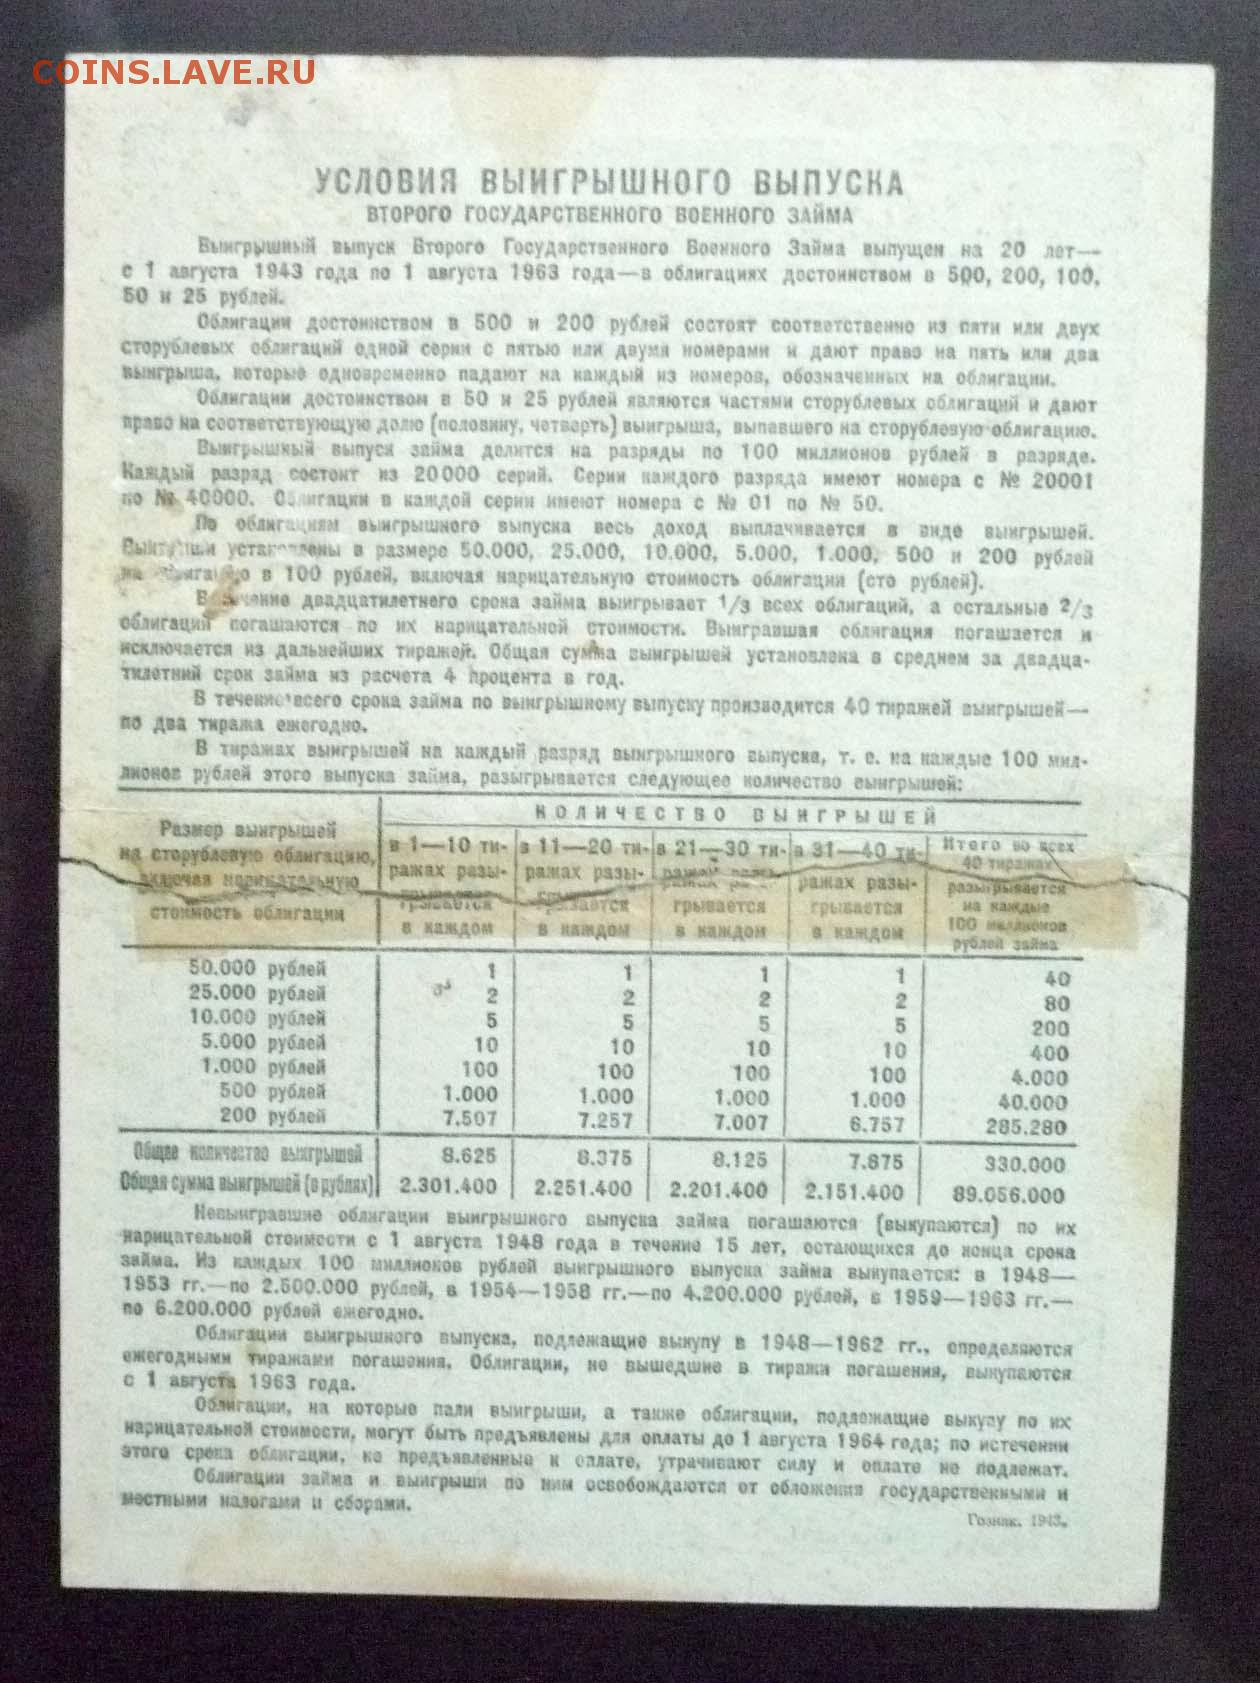 COINS.LAVE.RU
УСЛОВИЯ ВЫИГРЫШНОГО ВЫПУСКА
ВТОРОГО ГОСУДАРСТВЕННОГО ВОЕННОГО ЗАЙМА
Выигрышный выпуск Второго Государственного Военного Займа выпущен на 20 лет—
с 1 августа 1943 года по 1 августа 1963 года—в облигациях достоинством в 500, 200, 100,
50 и 25 рублей.
Облигации достоинством в 500 и 200 рублей состоят соответственно из пяти или двух
сторублевых облигаций одной серии с пятью или двумя номерами и дают право на пять или два
выигрыша, которые одновременно падают на каждый из номеров, обозначенных на облигации.
Облигации достоинством в 50 и 25 рублей являются частями сторублевых облигаций и дают
право на соответствующую долю (половину, четверть) выигрыша, выпавшего на сторублевую облигацию.
Выигрышный выпуск займа делится на разряды по 100 миллионов рублей в разряде.
Каждый разряд состоит из 20000 серий. Серии каждого разряда имеют номера с № 20001
по № 40000. Облигации в каждой серии имеют номера с № 01 по № 50.
По облигациям выигрышного выпуска весь доход выплачивается в виде выигрышей.
Выигрыши установлены в размере 50.000, 25.000, 10.000, 5.000, 1.000, 500 и 200 рублей
на облигацию в 100 рублей, включая нарицательную стоимость облигации (сто рублей).
В течение двадцатилетнего срока займа выигрывает 1/3 всех облигаций, а остальные 2/3
облигаций погашаются по их нарицательной стоимости. Выигравшая облигация погашается и
исключается из дальнейших тиражей. Общая сумма выигрышей установлена в среднем за двадца-
тилетний срок займа из расчета 4 процента в год.
В течение всего срока займа по выигрышному выпуску производится 40 тиражей выигрышей—
по два тиража ежегодно.
В тиражах выигрышей на каждый разряд выигрышного выпуска, т. е. на каждые 100 мил-
лионов рублей этого выпуска займа, разыгрывается следующее количество выигрышей:
Размер выигрышей
на сторублевую облигацию,
включая нарицательную
стоимость облигации
КОЛИЧЕСТВО ВЫИГРЫШЕЙ
в 1—10 ти-
ражах разы-
грывается
в каждом
в 11—20 ти-
ражах разы-
грывается
в каждом
в 21—30 ти-
ражах разы-
грывается
в каждом
в 31—40 ти-
ражах разы-
грывается
в каждом
Итого во всех
40 тиражах
разыгрывается
на каждые
100 миллионов
рублей займа
50.000 рублей 1 1 1 1 40
25.000 рублей 2 2 2 2 80
10.000 рублей 5 5 5 5 200
5.000 рублей 10 10 10 10 400
1.000 рублей 100 100 100 100 4.000
500 рублей 1.000 1.000 1.000 1.000 40.000
200 рублей 7.507 7.257 7.007 6.757 285.280
Общее количество выигрышей 8.625 8.375 8.125 7.875 330.000
Общая сумма выигрышей (в рублях) 2.301.400 2.251.400 2.201.400 2.151.400 89.056.000
Невыигравшие облигации выигрышного выпуска займа погашаются (выкупаются) по их
нарицательной стоимости с 1 августа 1948 года в течение 15 лет, остающихся до конца срока
займа. Из каждых 100 миллионов рублей выигрышного выпуска займа выкупается: в 1948—
1953 гг.—по 2.500.000 рублей, в 1954—1958 гг.—по 4.200.000 рублей, в 1959—1963 гг.—
по 6.200.000 рублей ежегодно.
Облигации выигрышного выпуска, подлежащие выкупу в 1948—1962 гг., определяются
ежегодными тиражами погашения. Облигации, не вышедшие в тиражи погашения, выкупаются
с 1 августа 1963 года.
Облигации, на которые пали выигрыши, а также облигации, подлежащие выкупу по их
нарицательной стоимости, могут быть предъявлены для оплаты до 1 августа 1964 года; по истечении
этого срока облигации, не предъявленные к оплате, утрачивают силу и оплате не подлежат.
Облигации займа и выигрыши по ним освобождаются от обложения государственными и
местными налогами и сборами.
Гознак. 1943.